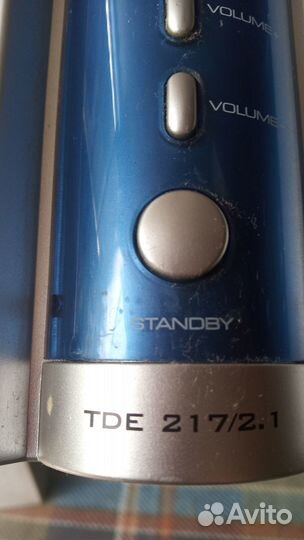 VOLUME+
VOLUME-
STANDBY
TDE 217/2.1
Avito